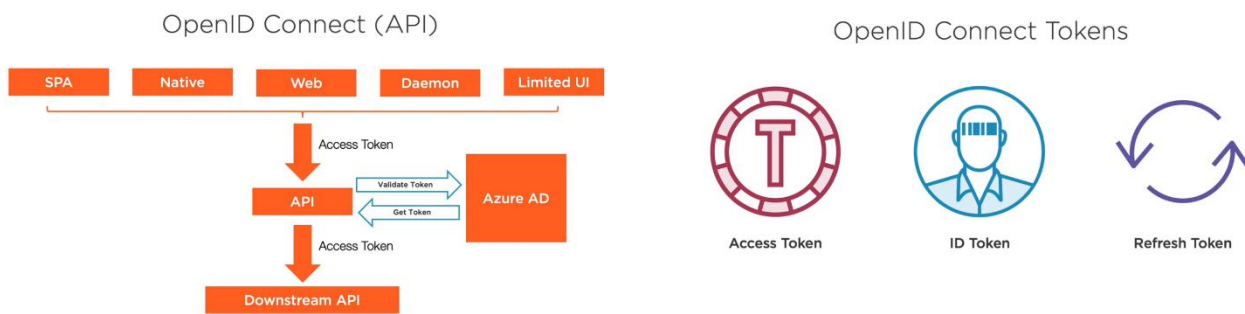 OpenID Connect (API)
SPA
Native
Web
Daemon
Limited UI
Access Token
Validate Token
API
Azure AD
Get Token
Access Token
Downstream API
OpenID Connect Tokens
T
Access Token
ID Token
Refresh Token